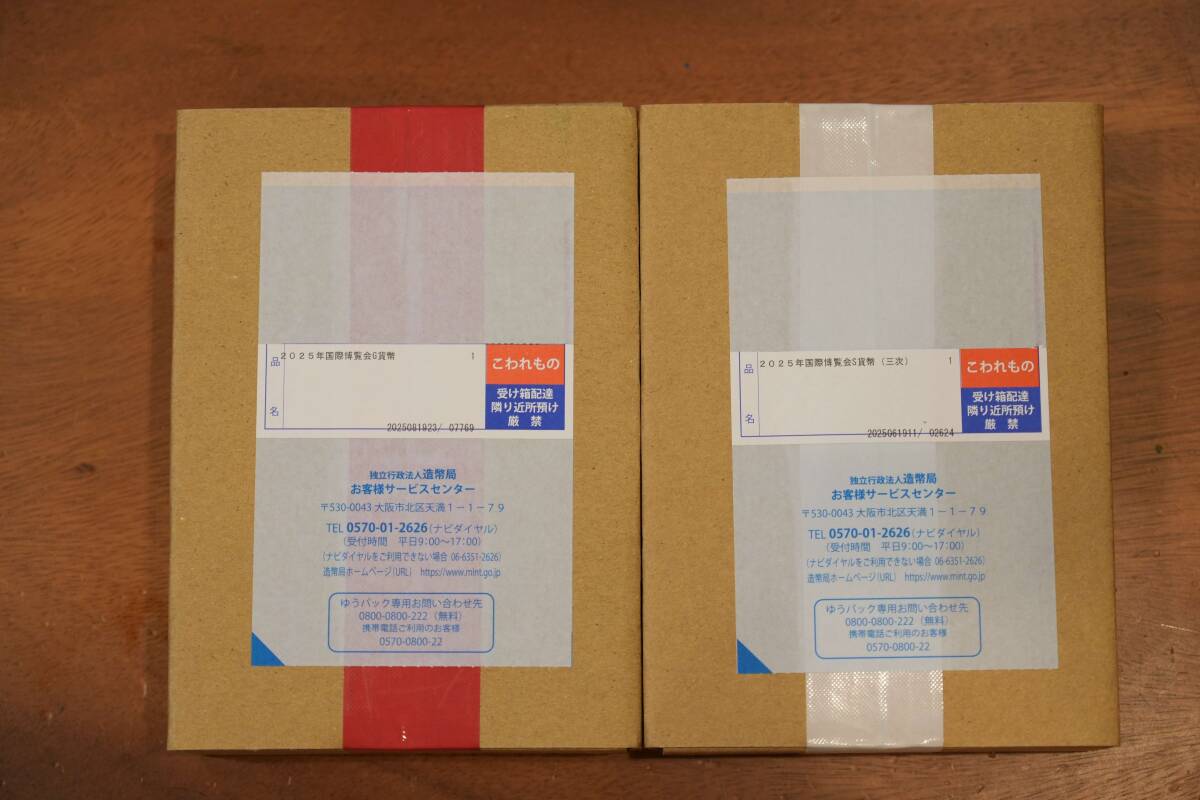 品名
2025年国際博覧会G貨幣 1
こわれもの
受け箱配達
隣り近所預け
厳 禁
2025081923/ 07769
独立行政法人造幣局
お客様サービスセンター
〒530-0043 大阪市北区天満1-1-79
TEL 0570-01-2626(ナビダイヤル)
(受付時間 平日9:00〜17:00)
(ナビダイヤルをご利用できない場合 06-6351-2626)
造幣局ホームページ(URL) https://www.mint.go.jp
ゆうパック専用お問い合わせ先
0800-0800-222(無料)
携帯電話ご利用のお客様
0570-0800-22
品名
2025年国際博覧会S貨幣(三次) 1
こわれもの
受け箱配達
隣り近所預け
厳 禁
2025061911/ 02624
独立行政法人造幣局
お客様サービスセンター
〒530-0043 大阪市北区天満1-1-79
TEL 0570-01-2626(ナビダイヤル)
(受付時間 平日9:00〜17:00)
(ナビダイヤルをご利用できない場合 06-6351-2626)
造幣局ホームページ(URL) https://www.mint.go.jp
ゆうパック専用お問い合わせ先
0800-0800-222(無料)
携帯電話ご利用のお客様
0570-0800-22